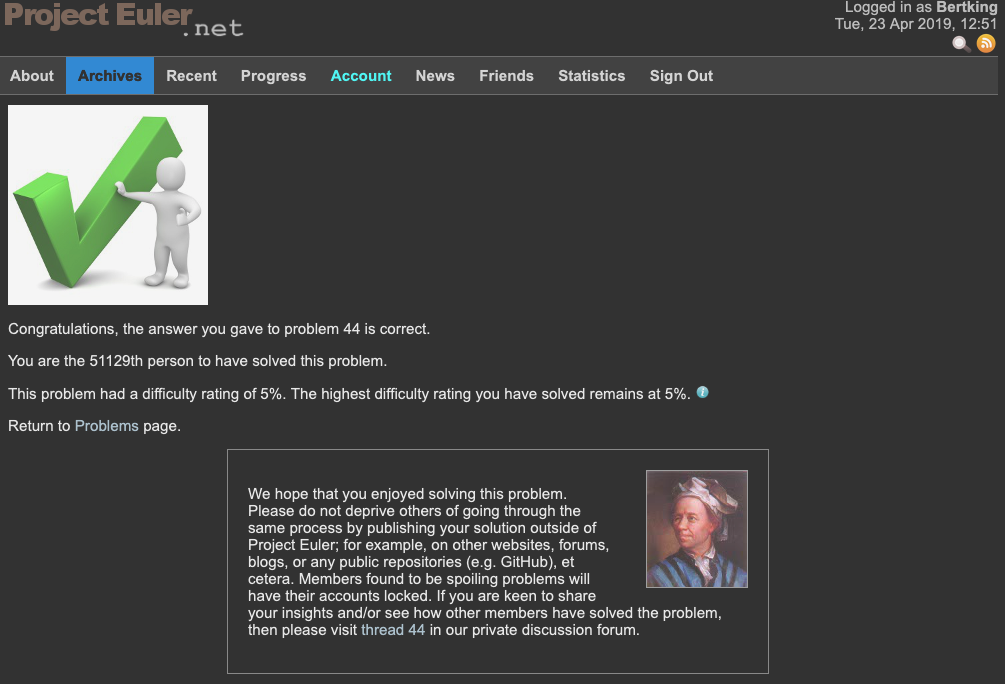 Project Euler
.net
Logged in as Bertking
Tue, 23 Apr 2019, 12:51
About Archives Recent Progress Account News Friends Statistics Sign Out
Congratulations, the answer you gave to problem 44 is correct.
You are the 51129th person to have solved this problem.
This problem had a difficulty rating of 5%. The highest difficulty rating you have solved remains at 5%. i
Return to Problems page.
We hope that you enjoyed solving this problem.
Please do not deprive others of going through the
same process by publishing your solution outside of
Project Euler; for example, on other websites, forums,
blogs, or any public repositories (e.g. GitHub), et
cetera. Members found to be spoiling problems will
have their accounts locked. If you are keen to share
your insights and/or see how other members have solved the problem,
then please visit thread 44 in our private discussion forum.